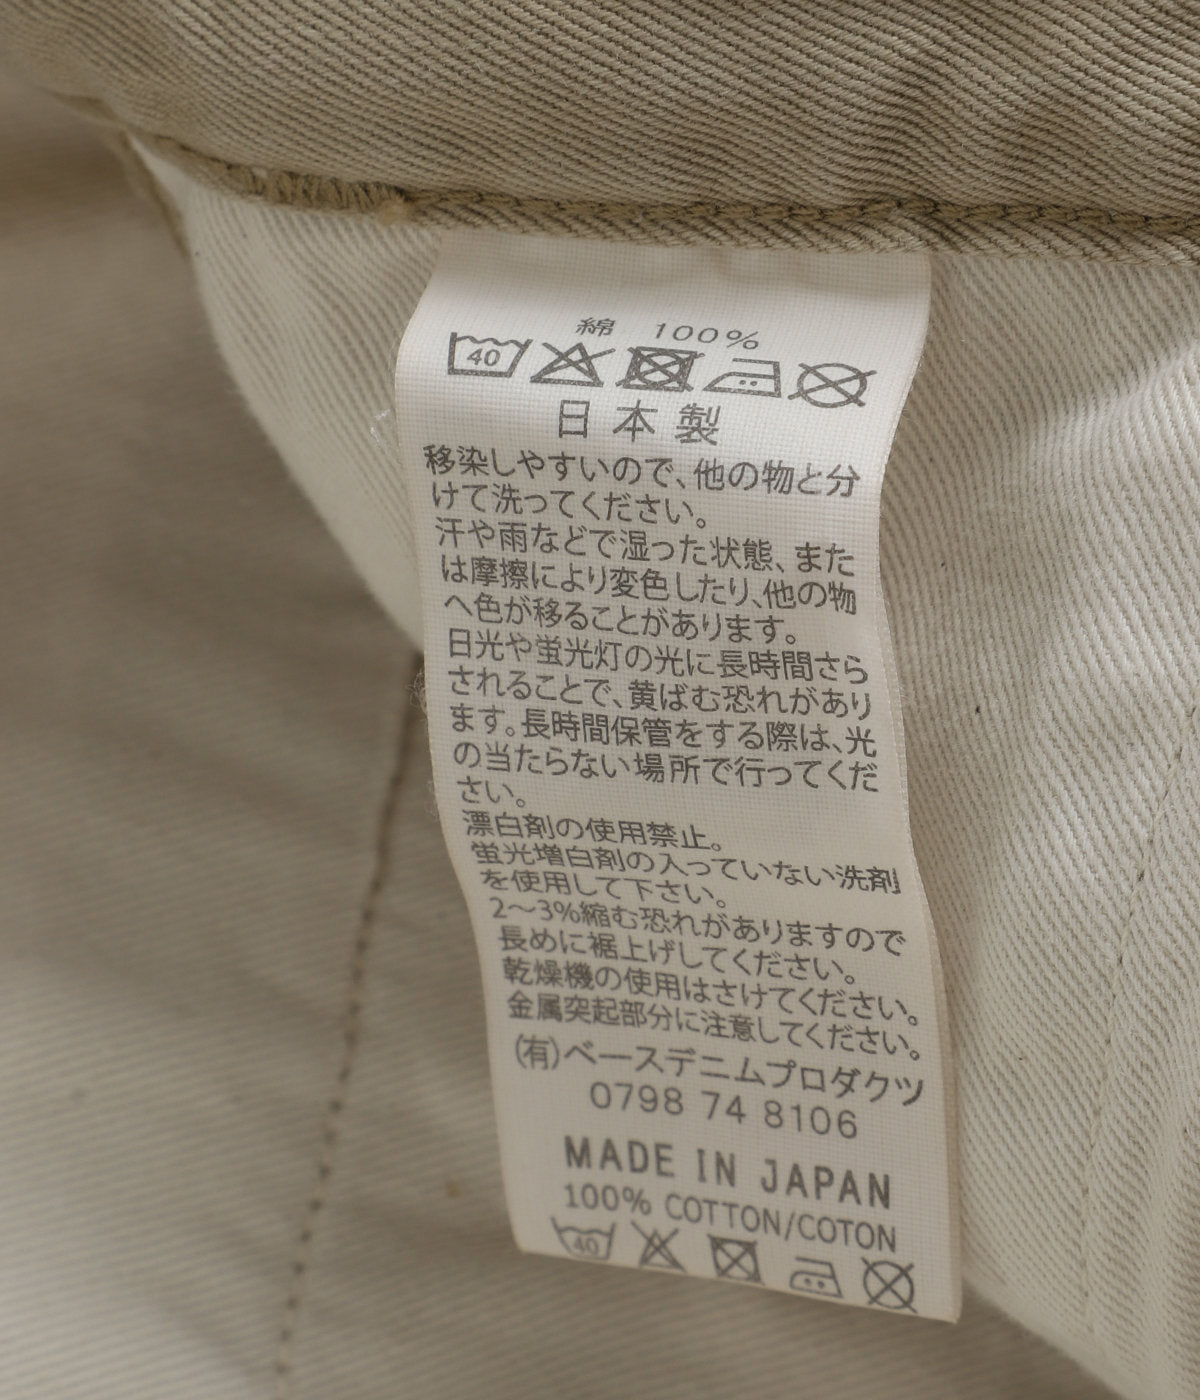 綿 100%
40
日本製
移染しやすいので、他の物と分
けて洗ってください。
汗や雨などで湿った状態、また
は摩擦により変色したり、他の物
へ色が移ることがあります。
日光や蛍光灯の光に長時間さら
されることで、黄ばむ恐れがあり
ます。長時間保管をする際は、光
の当たらない場所で行ってくだ
さい。
漂白剤の使用禁止。
蛍光増白剤の入っていない洗剤
を使用して下さい。
2〜3%縮む恐れがありますので
長めに裾上げしてください。
乾燥機の使用はさけてください。
金属突起部分に注意してください。
(有)ベースデニムプロダクツ
0798 74 8106
MADE IN JAPAN
100% COTTON/COTON
40